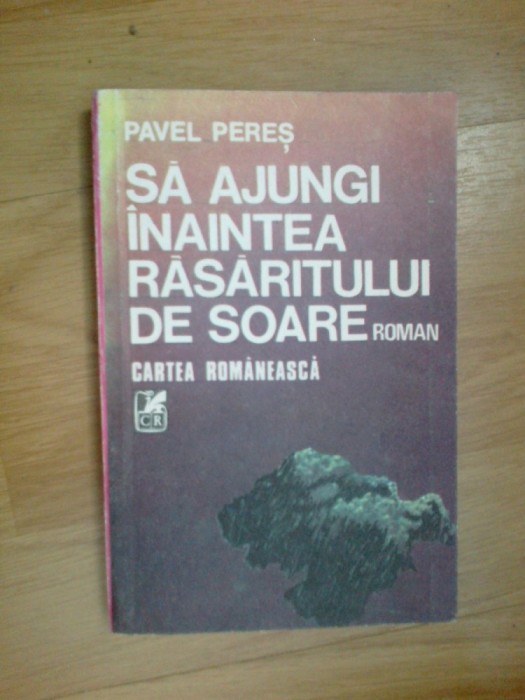 PAVEL PEREȘ
SĂ AJUNGI
ÎNAINTEA
RĂSĂRITULUI
DE SOARE ROMAN
CARTEA ROMÂNEASCĂ
CR